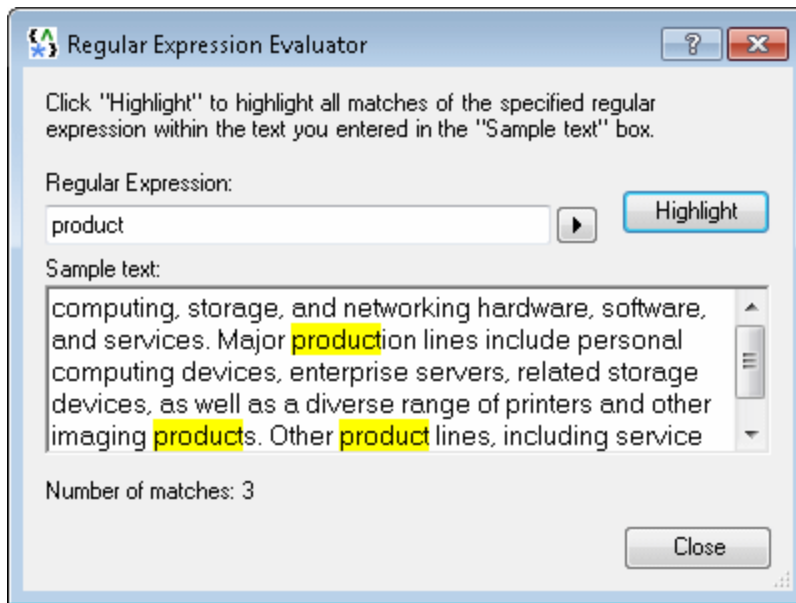 Regular Expression Evaluator
Click "Highlight" to highlight all matches of the specified regular
expression within the text you entered in the "Sample text" box.
Regular Expression:
product
Highlight
Sample text:
computing, storage, and networking hardware, software,
and services. Major production lines include personal
computing devices, enterprise servers, related storage
devices, as well as a diverse range of printers and other
imaging products. Other product lines, including service
Number of matches: 3
Close